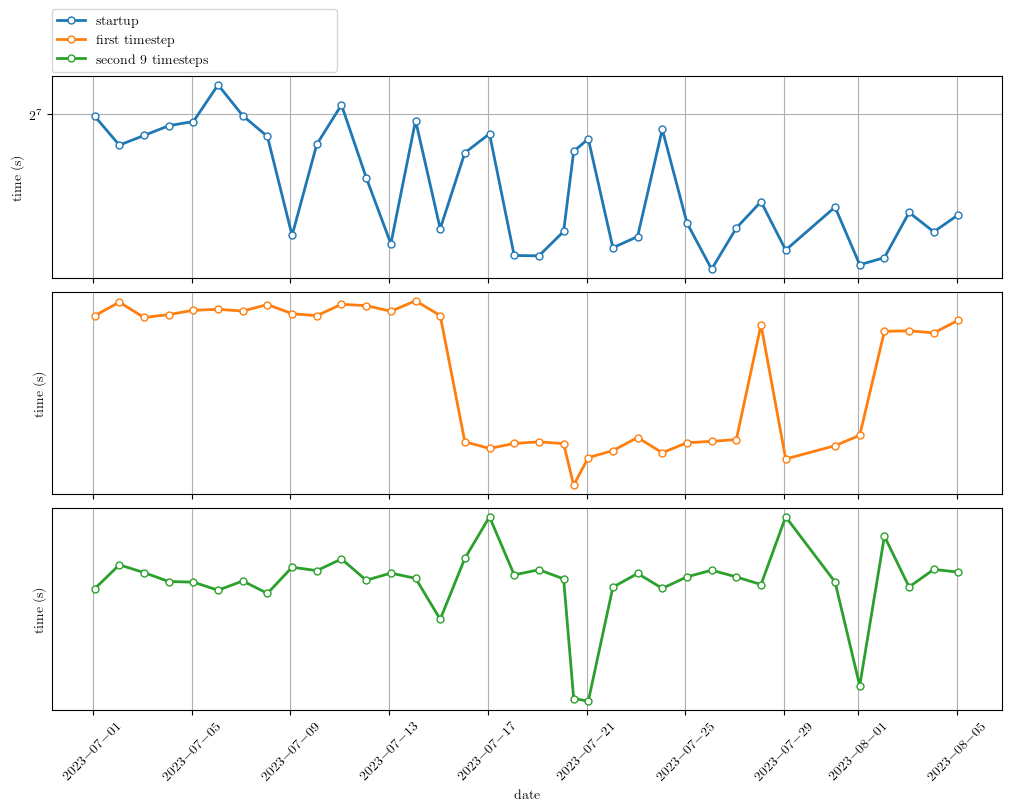 startup
first timestep
second 9 timesteps
2⁷
time (s)
time (s)
time (s)
2023−07−01
2023−07−05
2023−07−09
2023−07−13
2023−07−17
2023−07−21
2023−07−25
2023−07−29
2023−08−01
2023−08−05
date